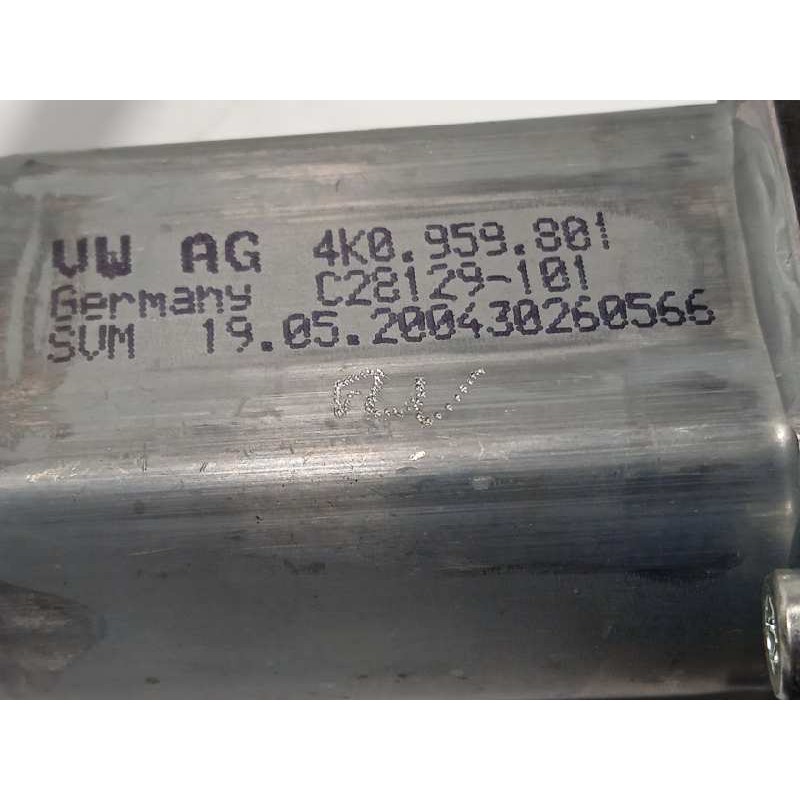 VW AG 4K0.959.801
Germany C28129-101
SVM 19.05.200430260566